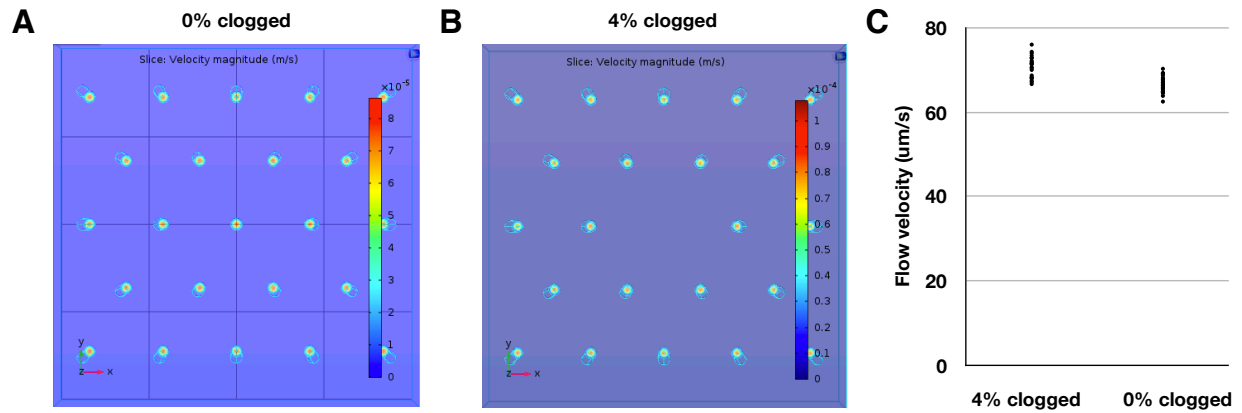 A
0% clogged
Slice: Velocity magnitude (m/s)
×10⁻⁵
8
7
6
5
4
3
2
1
0
y
z x
B
4% clogged
Slice: Velocity magnitude (m/s)
×10⁻⁴
1
0.9
0.8
0.7
0.6
0.5
0.4
0.3
0.2
0.1
0
y
z x
C
Flow velocity (um/s)
80
60
40
20
0
4% clogged 0% clogged